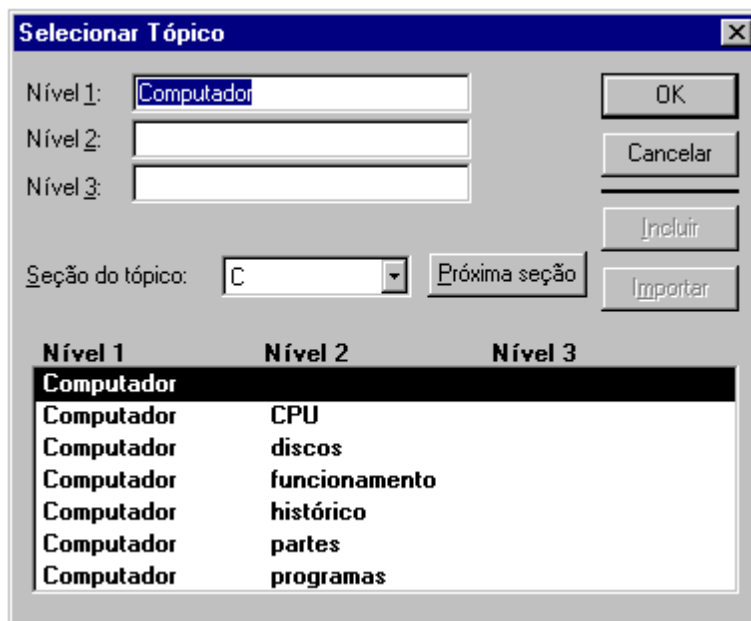 Selecionar Tópico
Nível 1: Computador
OK
Nível 2:
Cancelar
Nível 3:
Incluir
Seção do tópico: C Próxima seção
Importar
Nível 1 Nível 2 Nível 3
Computador
Computador CPU
Computador discos
Computador funcionamento
Computador histórico
Computador partes
Computador programas